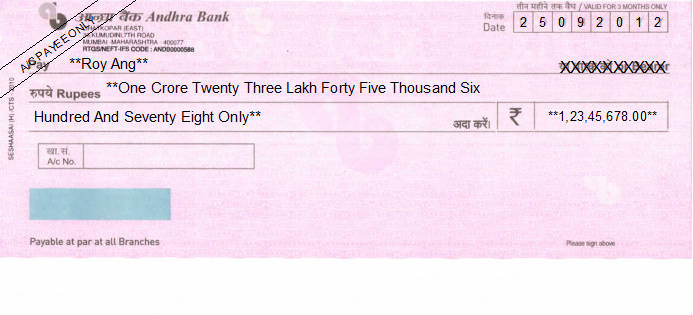 तीन महीने तक वैध / VALID FOR 3 MONTHS ONLY
दिनांक
Date 2 5 0 9 2 0 1 2
A/C PAYEE ONLY
आन्ध्रा बैंक Andhra Bank
GHATKOPAR (EAST)
KUMUDINI, 7TH ROAD
MUMBAI -MAHARASHTRA 400077
RTGS/NEFT-IFS CODE : ANDB0000588
Pay **Roy Ang** XXXXXXXXXX
रुपये Rupees **One Crore Twenty Three Lakh Forty Five Thousand Six
Hundred And Seventy Eight Only** अदा करें। ₹ **1,23,45,678.00**
खा. सं.
A/c No.
Payable at par at all Branches
Please sign above
SESHAASAI (M) /CTS - 2010